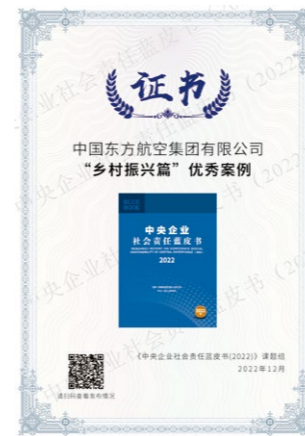 证书
中国东方航空集团有限公司
“乡村振兴篇”优秀案例
中央企业
社会责任蓝皮书
2022
《中央企业社会责任蓝皮书(2022)》课题组
2022年12月
请扫码查看发布情况